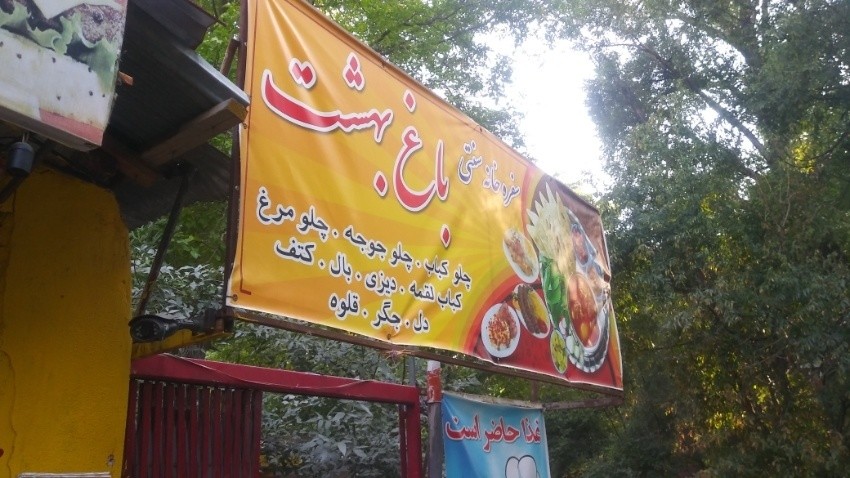 سفره خانه سنتی
باغ بهشت
چلو کباب . چلو جوجه . چلو مرغ
کباب لقمه . دیزی . بال . کتف
دل . جگر . قلوه
غذا حاضر است